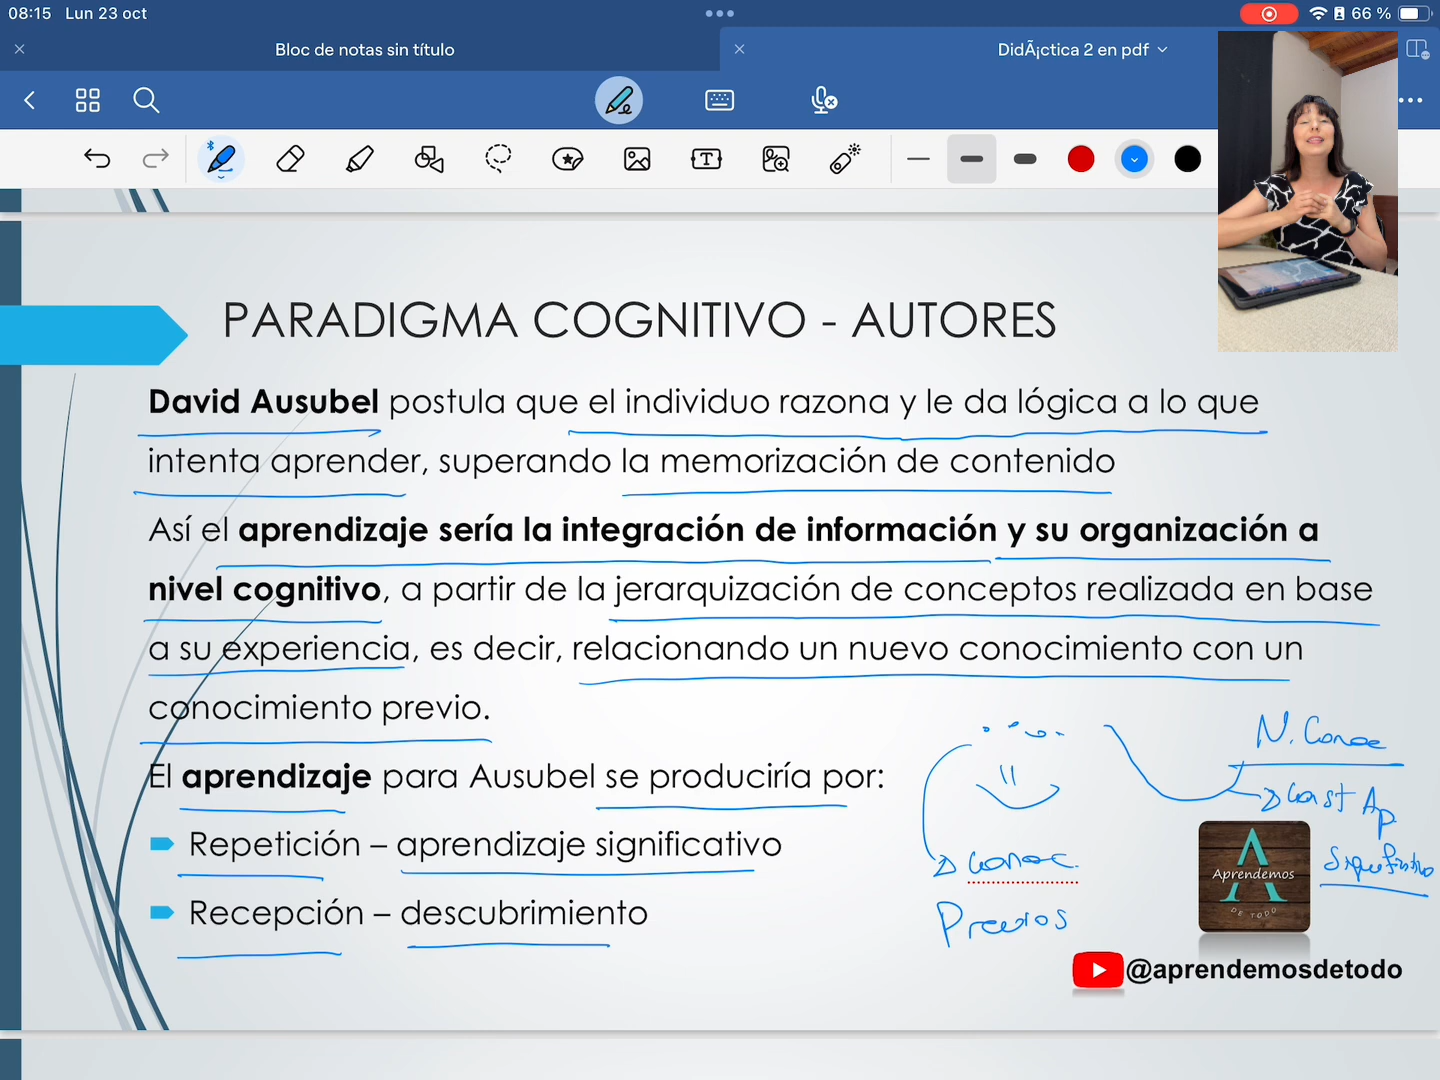 08:15 Lun 23 oct
66 %
Bloc de notas sin título
DidÃ¡ctica 2 en pdf
PARADIGMA COGNITIVO - AUTORES
David Ausubel postula que el individuo razona y le da lógica a lo que
intenta aprender, superando la memorización de contenido
Así el aprendizaje sería la integración de información y su organización a
nivel cognitivo, a partir de la jerarquización de conceptos realizada en base
a su experiencia, es decir, relacionando un nuevo conocimiento con un
conocimiento previo.
El aprendizaje para Ausubel se produciría por:
Repetición – aprendizaje significativo
Recepción – descubrimiento
N. Conoc
Ap
Conoc.
Previos
Aprendemos
DE TODO
@aprendemosdetodo